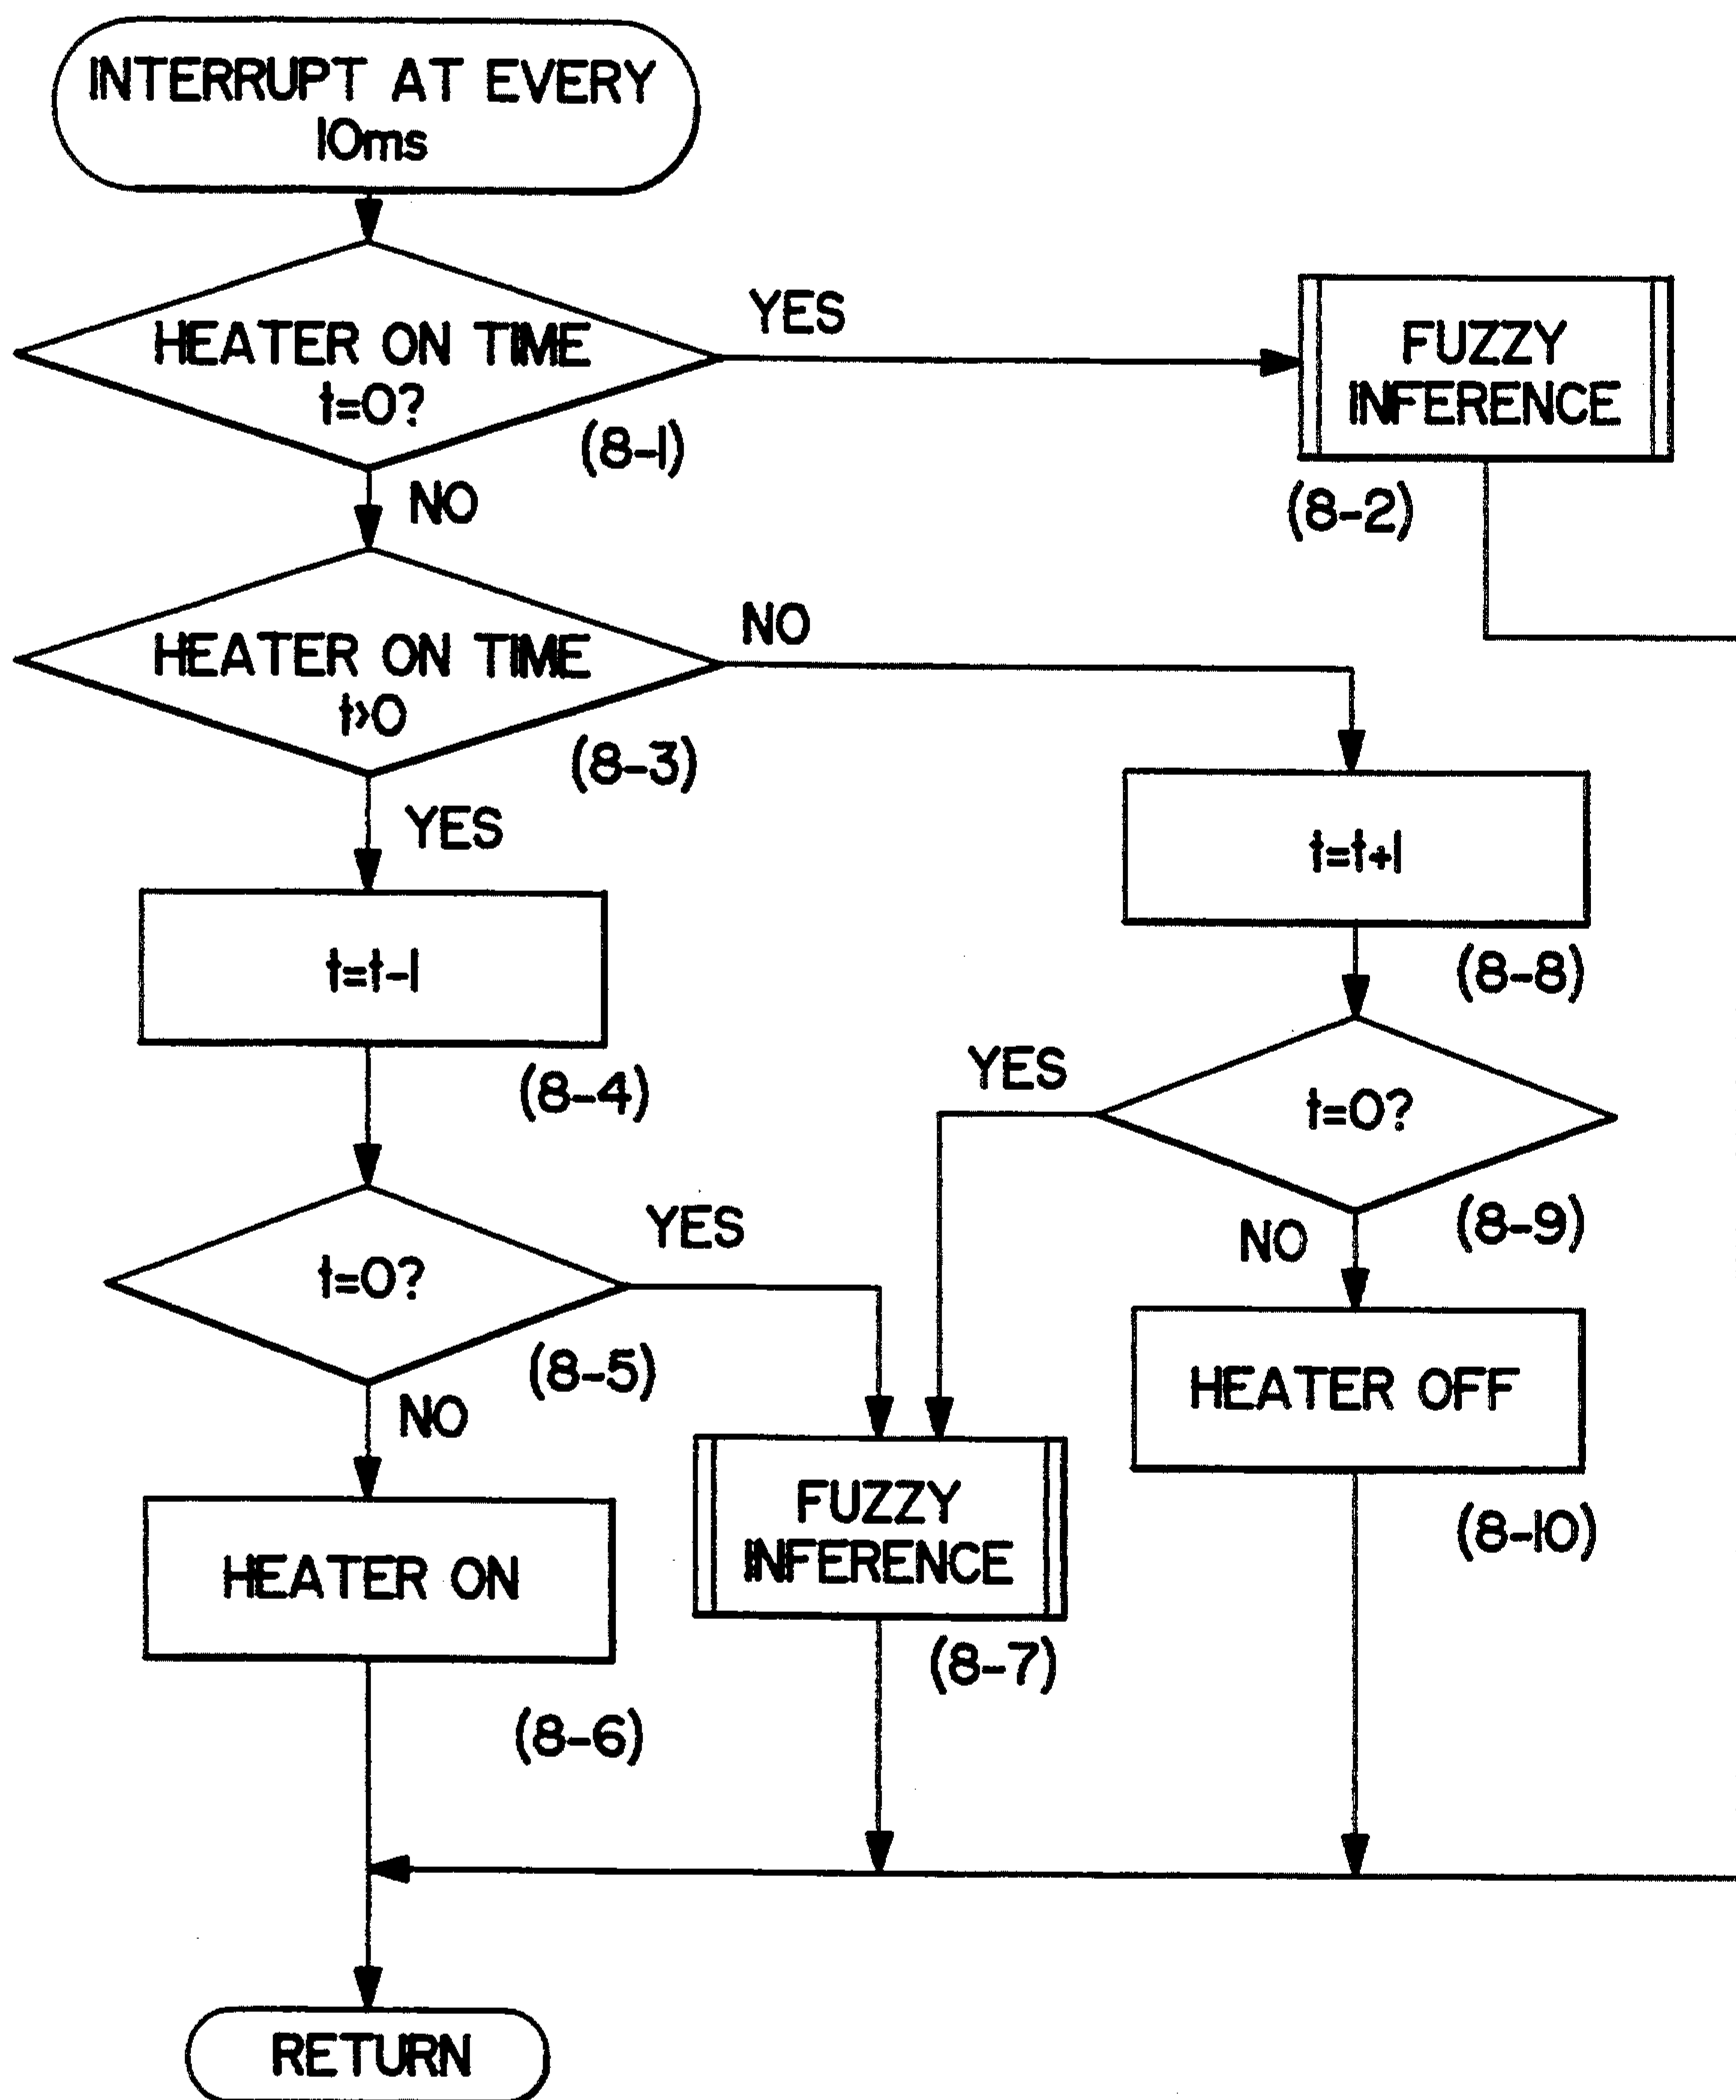 INTERRUPT AT EVERY
10ms
HEATER ON TIME
t=0?
YES
(8-1)
NO
FUZZY
INFERENCE
(8-2)
HEATER ON TIME
t>0
NO
(8-3)
YES
t=t-1
(8-4)
t=t+1
(8-8)
t=0?
YES
(8-9)
NO
t=0?
YES
(8-5)
NO
HEATER OFF
(8-10)
HEATER ON
(8-6)
FUZZY
INFERENCE
(8-7)
RETURN